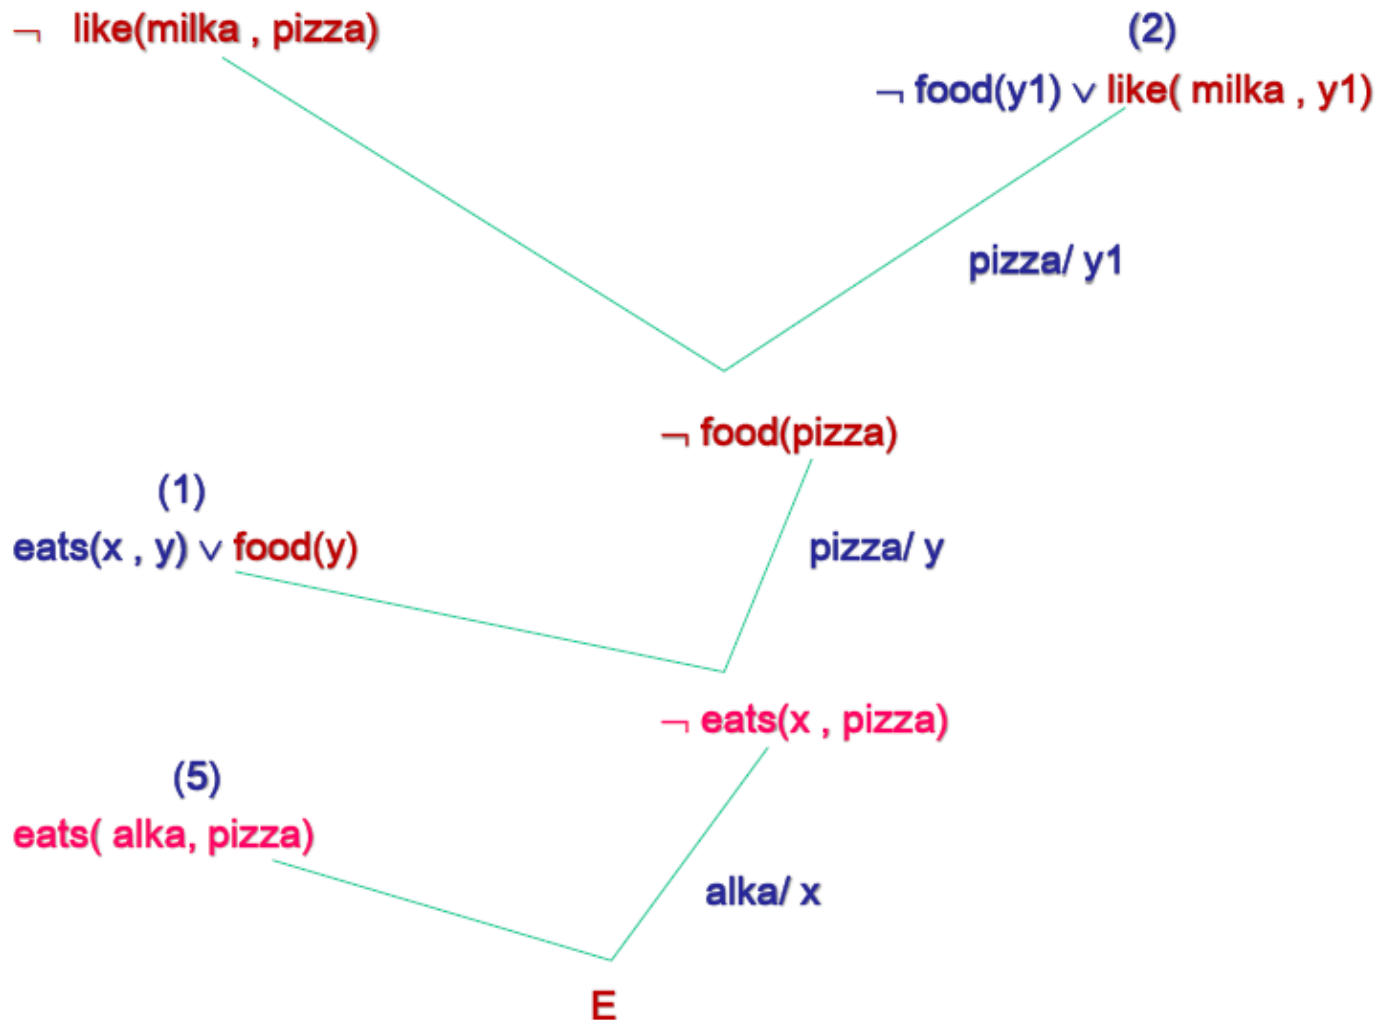 ¬ like(milka , pizza)
(2)
¬ food(y1) ∨ like( milka , y1)
pizza/ y1
¬ food(pizza)
(1)
eats(x , y) ∨ food(y)
pizza/ y
¬ eats(x , pizza)
(5)
eats( alka, pizza)
alka/ x
E